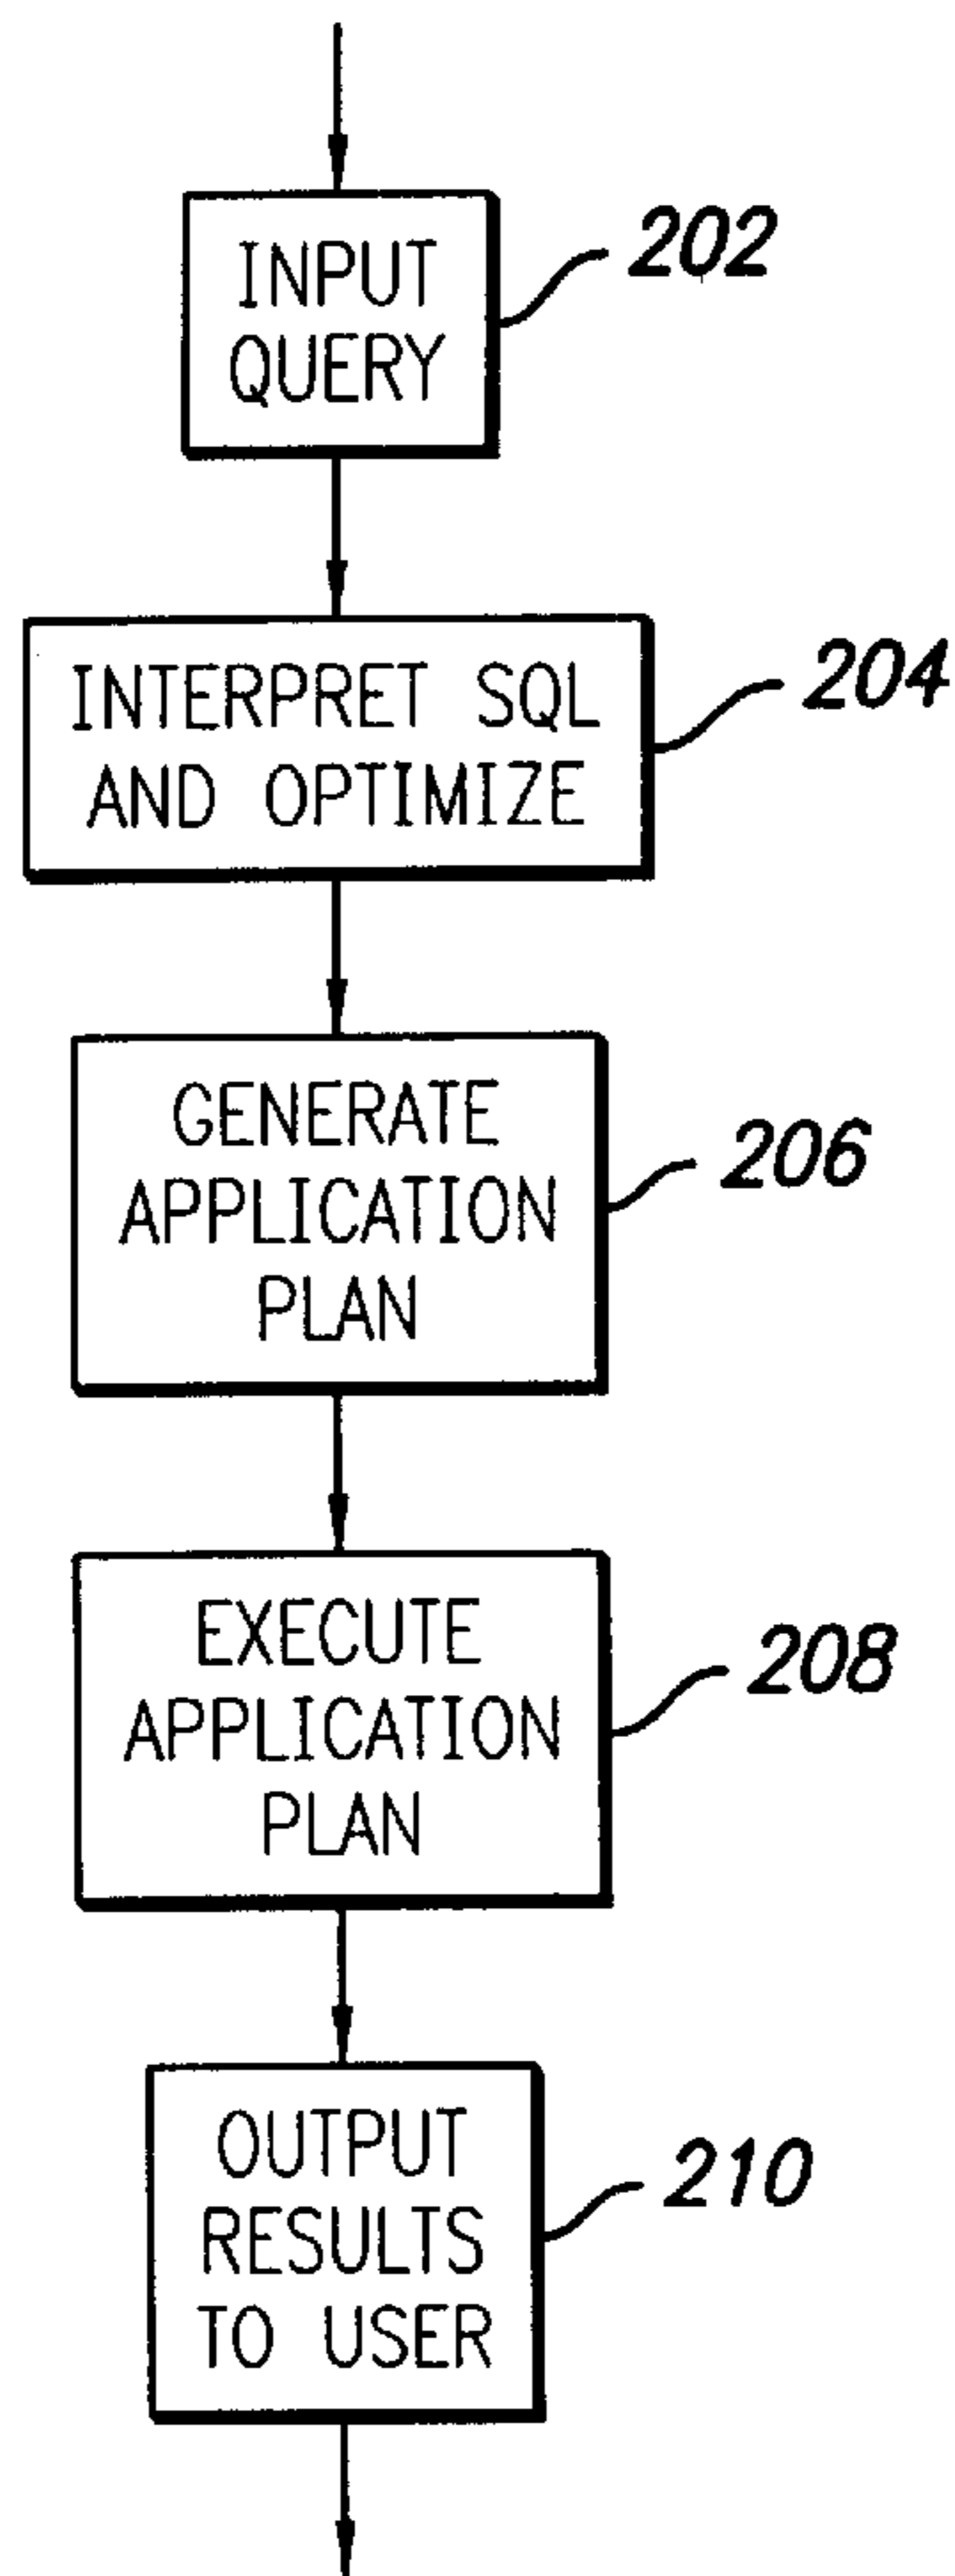 INPUT
QUERY
202
INTERPRET SQL
AND OPTIMIZE
204
GENERATE
APPLICATION
PLAN
206
EXECUTE
APPLICATION
PLAN
208
OUTPUT
RESULTS
TO USER
210